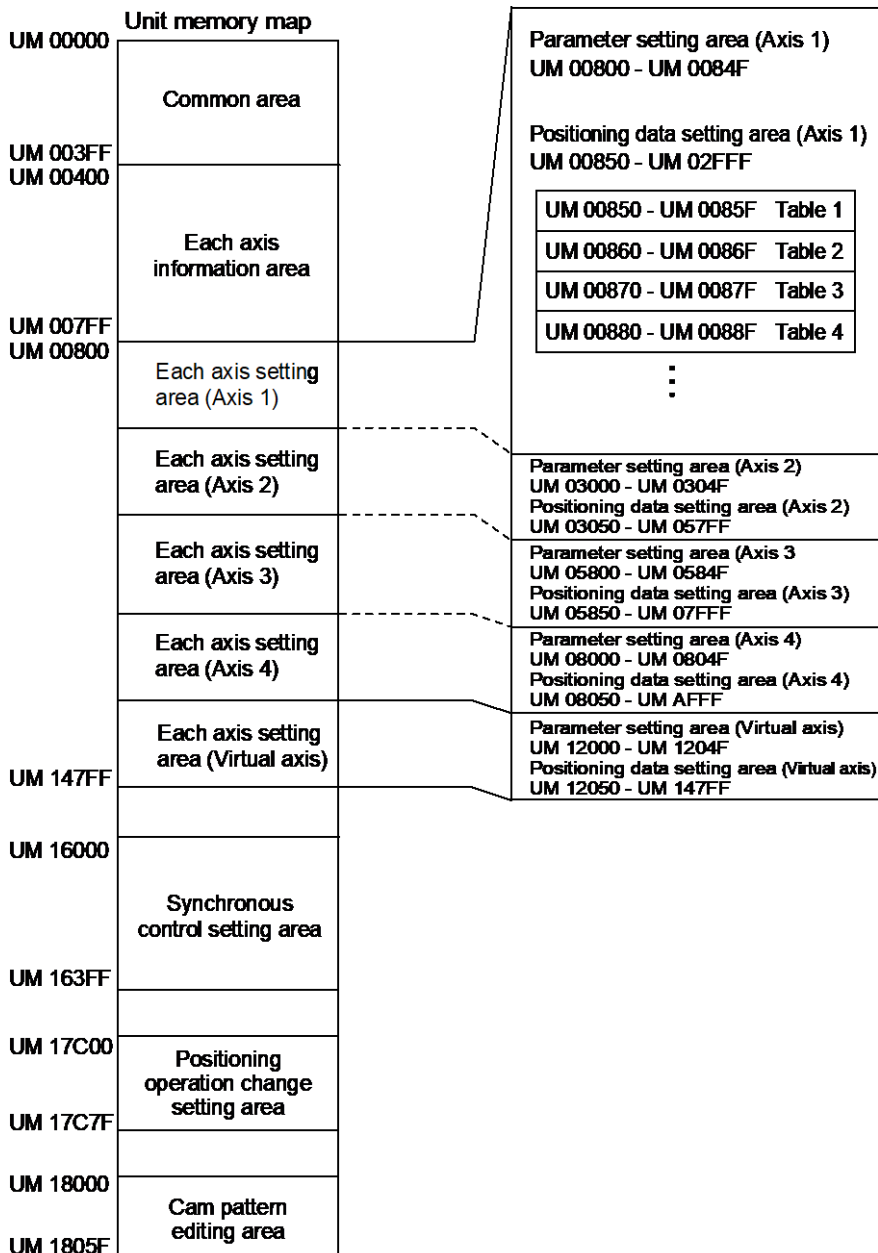 Unit memory map
UM 00000
Common area
UM 003FF
UM 00400
Each axis
information area
UM 007FF
UM 00800
Each axis setting
area (Axis 1)
Each axis setting
area (Axis 2)
Each axis setting
area (Axis 3)
Each axis setting
area (Axis 4)
Each axis setting
area (Virtual axis)
UM 147FF
UM 16000
Synchronous
control setting area
UM 163FF
UM 17C00
Positioning
operation change
setting area
UM 17C7F
UM 18000
Cam pattern
editing area
UM 1805F
Parameter setting area (Axis 1)
UM 00800 - UM 0084F
Positioning data setting area (Axis 1)
UM 00850 - UM 02FFF
UM 00850 - UM 0085F Table 1
UM 00860 - UM 0086F Table 2
UM 00870 - UM 0087F Table 3
UM 00880 - UM 0088F Table 4
⋮
Parameter setting area (Axis 2)
UM 03000 - UM 0304F
Positioning data setting area (Axis 2)
UM 03050 - UM 057FF
Parameter setting area (Axis 3
UM 05800 - UM 0584F
Positioning data setting area (Axis 3)
UM 05850 - UM 07FFF
Parameter setting area (Axis 4)
UM 08000 - UM 0804F
Positioning data setting area (Axis 4)
UM 08050 - UM AFFF
Parameter setting area (Virtual axis)
UM 12000 - UM 1204F
Positioning data setting area (Virtual axis)
UM 12050 - UM 147FF